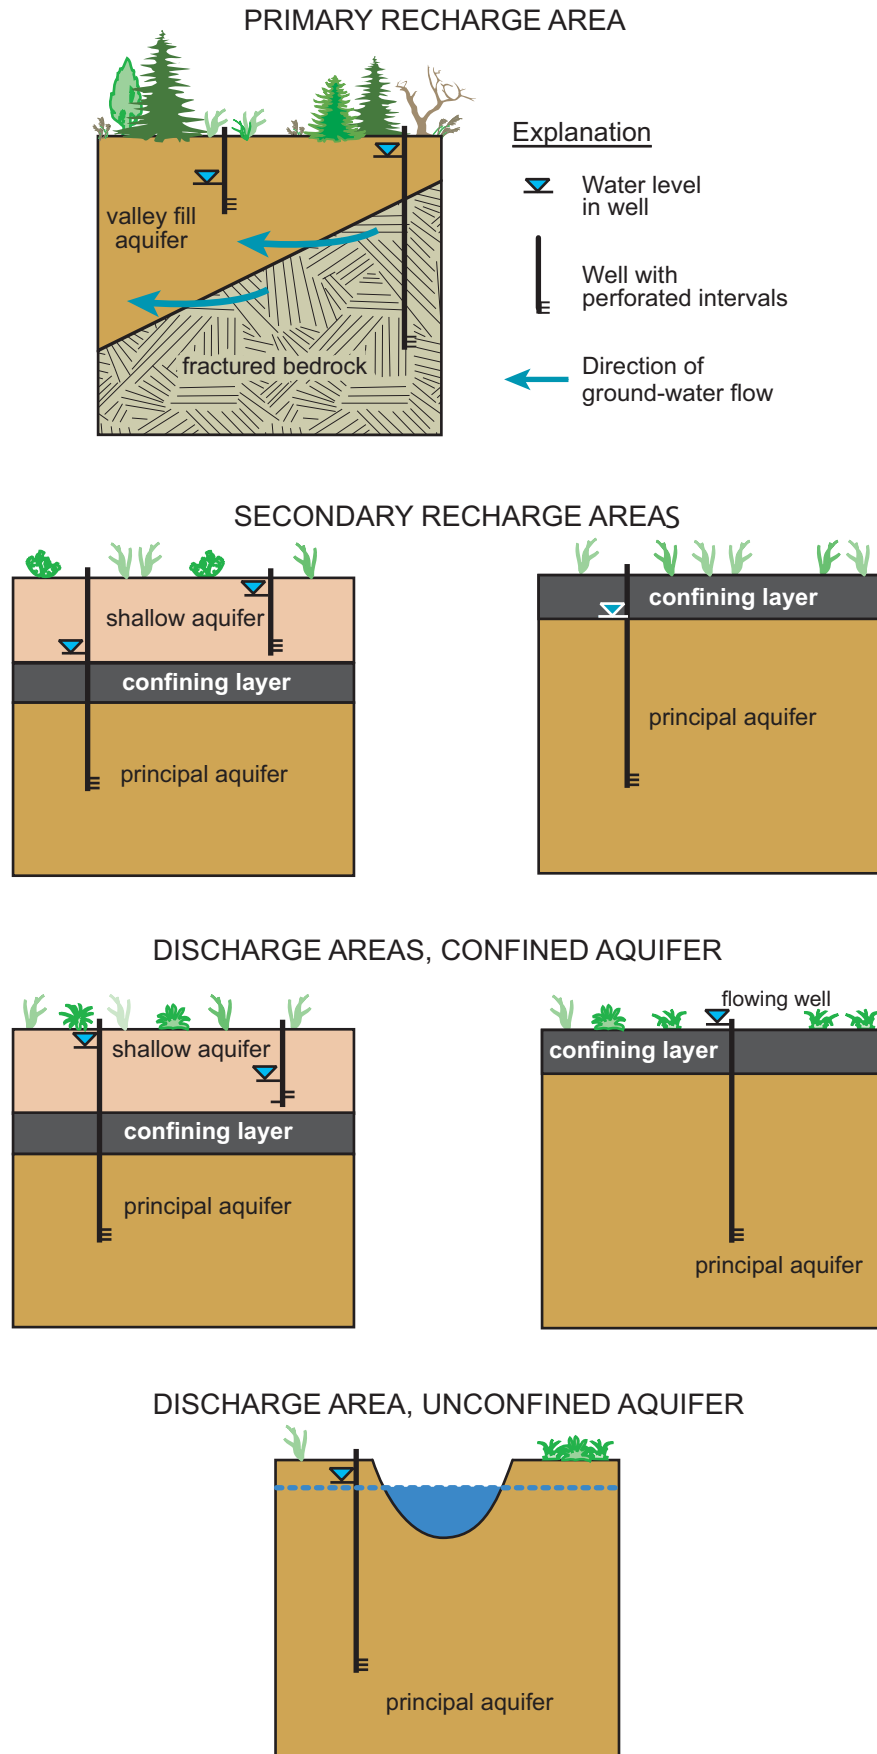 PRIMARY RECHARGE AREA
valley fill
aquifer
fractured bedrock
Explanation
Water level
in well
Well with
perforated intervals
Direction of
ground-water flow
SECONDARY RECHARGE AREAS
shallow aquifer
confining layer
principal aquifer
confining layer
principal aquifer
DISCHARGE AREAS, CONFINED AQUIFER
shallow aquifer
confining layer
principal aquifer
flowing well
confining layer
principal aquifer
DISCHARGE AREA, UNCONFINED AQUIFER
principal aquifer